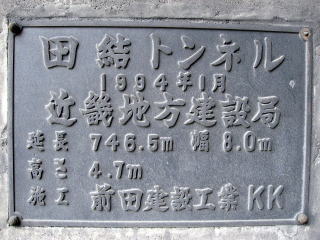 田結トンネル
1994年1月
近畿地方建設局
延長 746.5m 幅 8.0m
高さ 4.7m
施工 前田建設工業KK